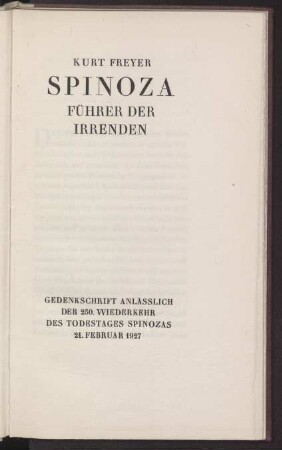 KURT FREYER
SPINOZA
FÜHRER DER
IRRENDEN
GEDENKSCHRIFT ANLÄSSLICH
DER 250. WIEDERKEHR
DES TODESTAGES SPINOZAS
21. FEBRUAR 1927